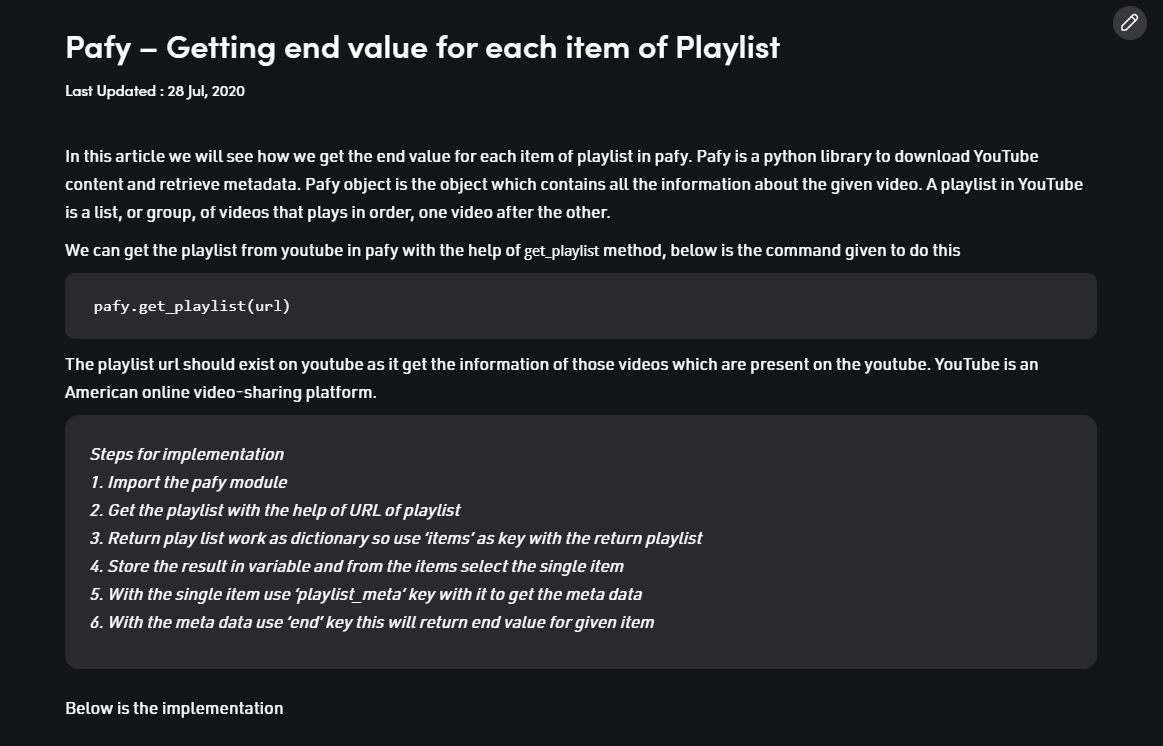 Pafy – Getting end value for each item of Playlist
Last Updated : 28 Jul, 2020
In this article we will see how we get the end value for each item of playlist in pafy. Pafy is a python library to download YouTube
content and retrieve metadata. Pafy object is the object which contains all the information about the given video. A playlist in YouTube
is a list, or group, of videos that plays in order, one video after the other.
We can get the playlist from youtube in pafy with the help of get_playlist method, below is the command given to do this
pafy.get_playlist(url)
The playlist url should exist on youtube as it get the information of those videos which are present on the youtube. YouTube is an
American online video-sharing platform.
Steps for implementation
1. Import the pafy module
2. Get the playlist with the help of URL of playlist
3. Return play list work as dictionary so use ‘items’ as key with the return playlist
4. Store the result in variable and from the items select the single item
5. With the single item use ‘playlist_meta’ key with it to get the meta data
6. With the meta data use ‘end’ key this will return end value for given item
Below is the implementation